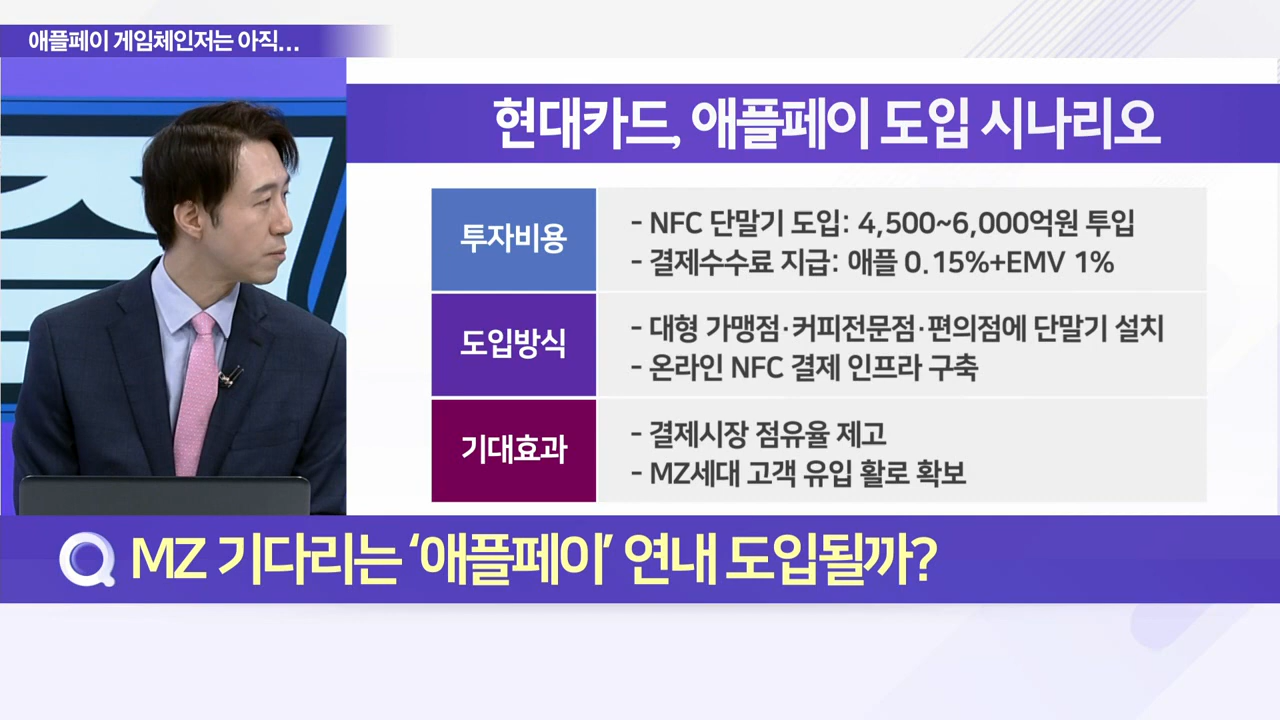 애플페이 게임체인저는 아직...
현대카드, 애플페이 도입 시나리오
투자비용
- NFC 단말기 도입: 4,500~6,000억원 투입
- 결제수수료 지급: 애플 0.15%+EMV 1%
도입방식
- 대형 가맹점·커피전문점·편의점에 단말기 설치
- 온라인 NFC 결제 인프라 구축
기대효과
- 결제시장 점유율 제고
- MZ세대 고객 유입 활로 확보
Q MZ 기다리는 ‘애플페이’ 연내 도입될까?